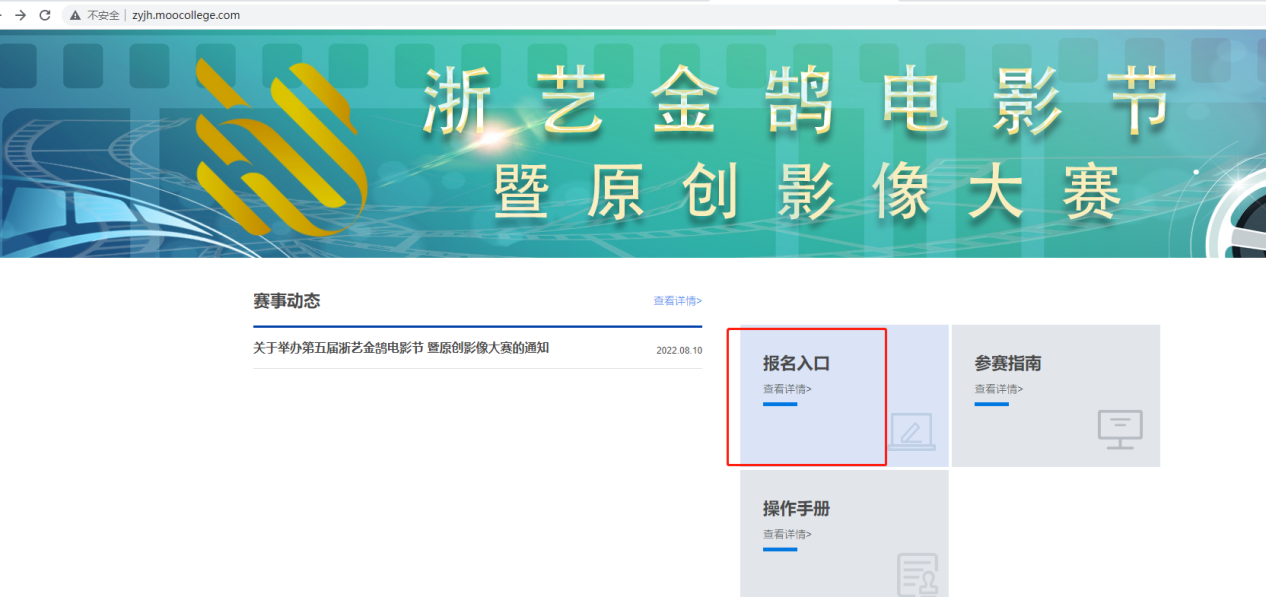 不安全 zyjh.moocollege.com
浙艺金鹄电影节
暨原创影像大赛
赛事动态
查看详情>
关于举办第五届浙艺金鹄电影节 暨原创影像大赛的通知
2022.08.10
报名入口
查看详情>
参赛指南
查看详情>
操作手册
查看详情>